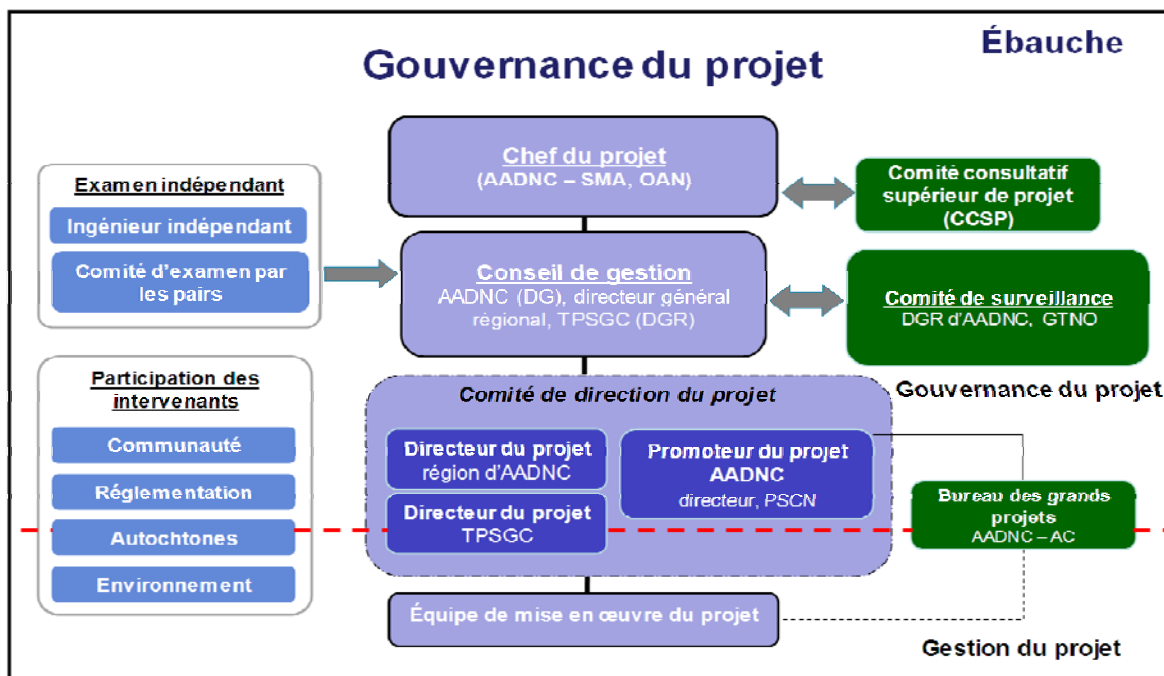 Ébauche
Gouvernance du projet
Chef du projet
(AADNC – SMA, OAN)
Comité consultatif
supérieur de projet
(CCSP)
Examen indépendant
Ingénieur indépendant
Comité d'examen par
les pairs
Conseil de gestion
AADNC (DG), directeur général
régional, TPSGC (DGR)
Comité de surveillance
DGR d'AADNC, GTNO
Gouvernance du projet
Participation des
intervenants
Communauté
Réglementation
Autochtones
Environnement
Comité de direction du projet
Directeur du projet
région d'AADNC
Directeur du projet
TPSGC
Promoteur du projet
AADNC
directeur, PSCN
Bureau des grands
projets
AADNC – AC
Équipe de mise en œuvre du projet
Gestion du projet